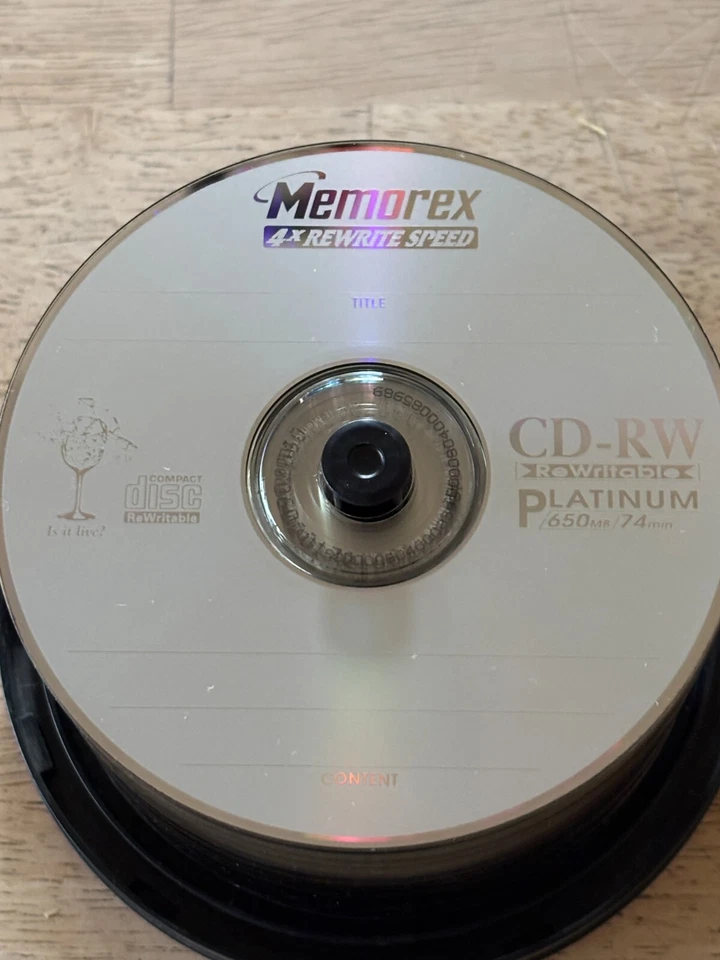 Memorex
4x REWRITE SPEED
TITLE
CD-RW
ReWritable
PLATINUM
/650MB/74min
COMPACT
disc
ReWritable
Is it live?
CONTENT